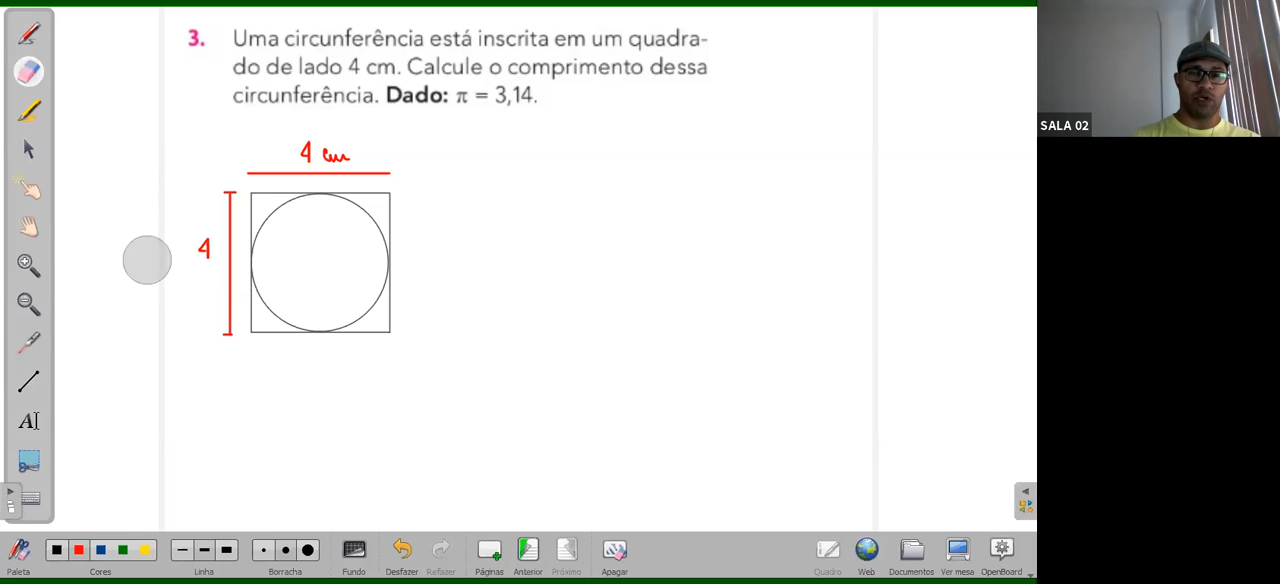 3. Uma circunferência está inscrita em um quadra-
do de lado 4 cm. Calcule o comprimento dessa
circunferência. Dado: π = 3,14.
SALA 02
4 cm
4
A
Paleta
Cores
Linha
Borracha
Fundo
Desfazer
Refazer
Páginas
Anterior
Próximo
Apagar
Quadro
Web
Documentos
Ver mesa
OpenBoard